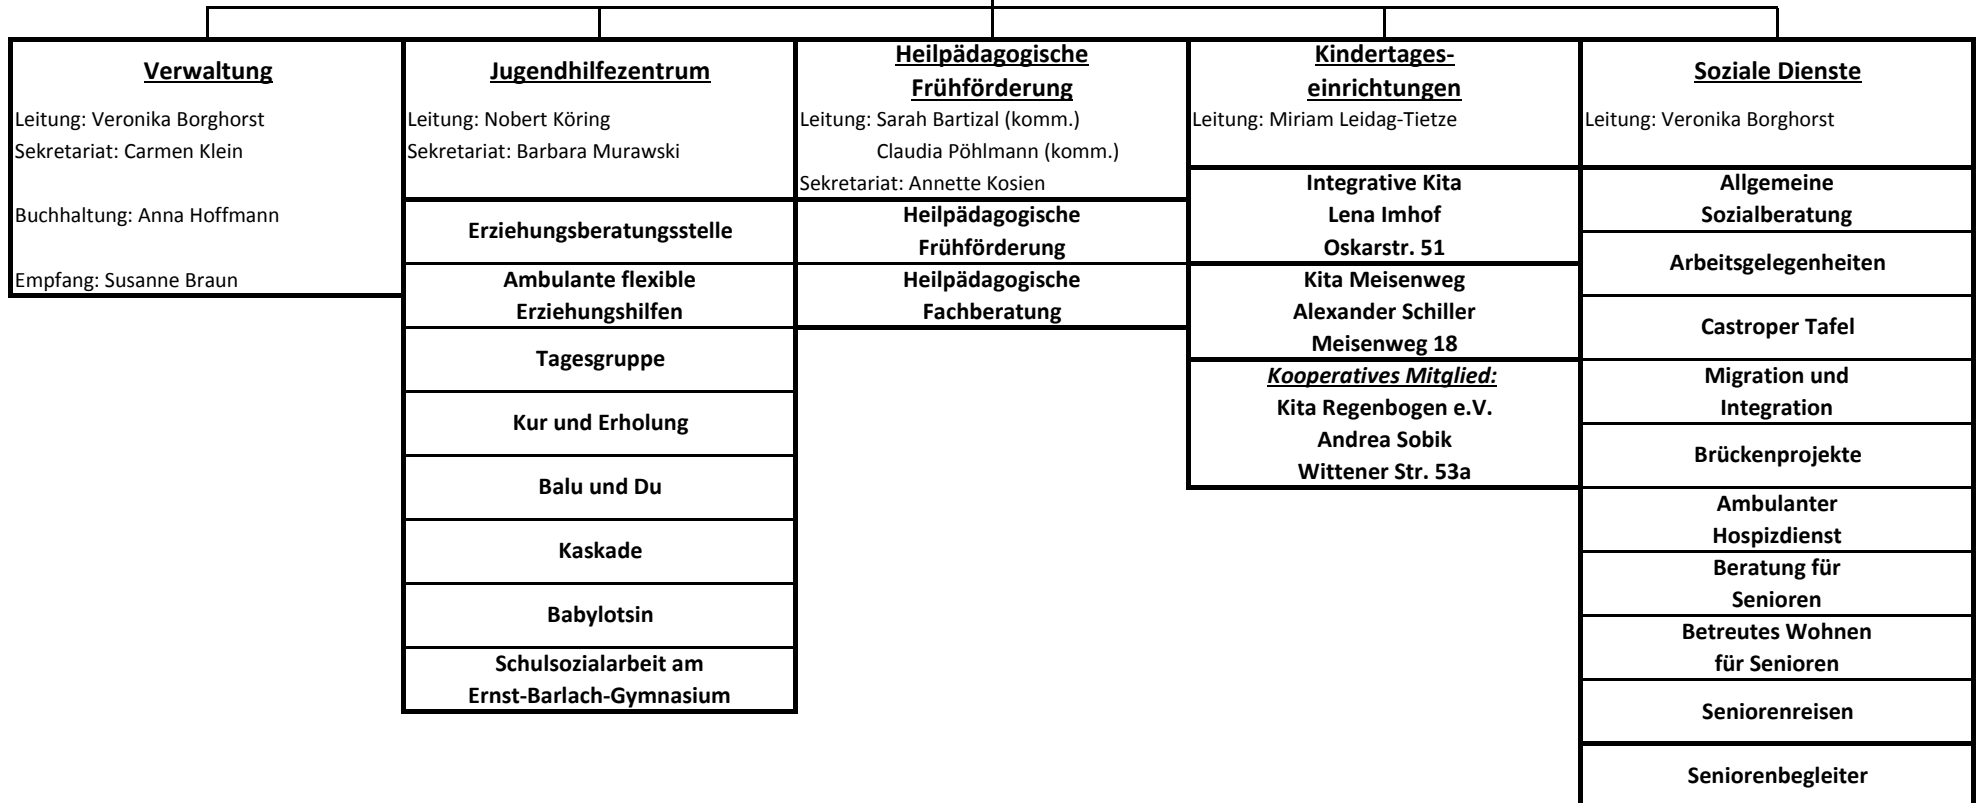 Verwaltung
Leitung: Veronika Borghorst
Sekretariat: Carmen Klein
Buchhaltung: Anna Hoffmann
Empfang: Susanne Braun
Jugendhilfezentrum
Leitung: Nobert Köring
Sekretariat: Barbara Murawski
Erziehungsberatungsstelle
Ambulante flexible
Erziehungshilfen
Tagesgruppe
Kur und Erholung
Balu und Du
Kaskade
Babylotsin
Schulsozialarbeit am
Ernst-Barlach-Gymnasium
Heilpädagogische
Frühförderung
Leitung: Sarah Bartizal (komm.)
Claudia Pöhlmann (komm.)
Sekretariat: Annette Kosien
Heilpädagogische
Frühförderung
Heilpädagogische
Fachberatung
Kindertages-
einrichtungen
Leitung: Miriam Leidag-Tietze
Integrative Kita
Lena Imhof
Oskarstr. 51
Kita Meisenweg
Alexander Schiller
Meisenweg 18
Kooperatives Mitglied:
Kita Regenbogen e.V.
Andrea Sobik
Wittener Str. 53a
Soziale Dienste
Leitung: Veronika Borghorst
Allgemeine
Sozialberatung
Arbeitsgelegenheiten
Castroper Tafel
Migration und
Integration
Brückenprojekte
Ambulanter
Hospizdienst
Beratung für
Senioren
Betreutes Wohnen
für Senioren
Seniorenreisen
Seniorenbegleiter